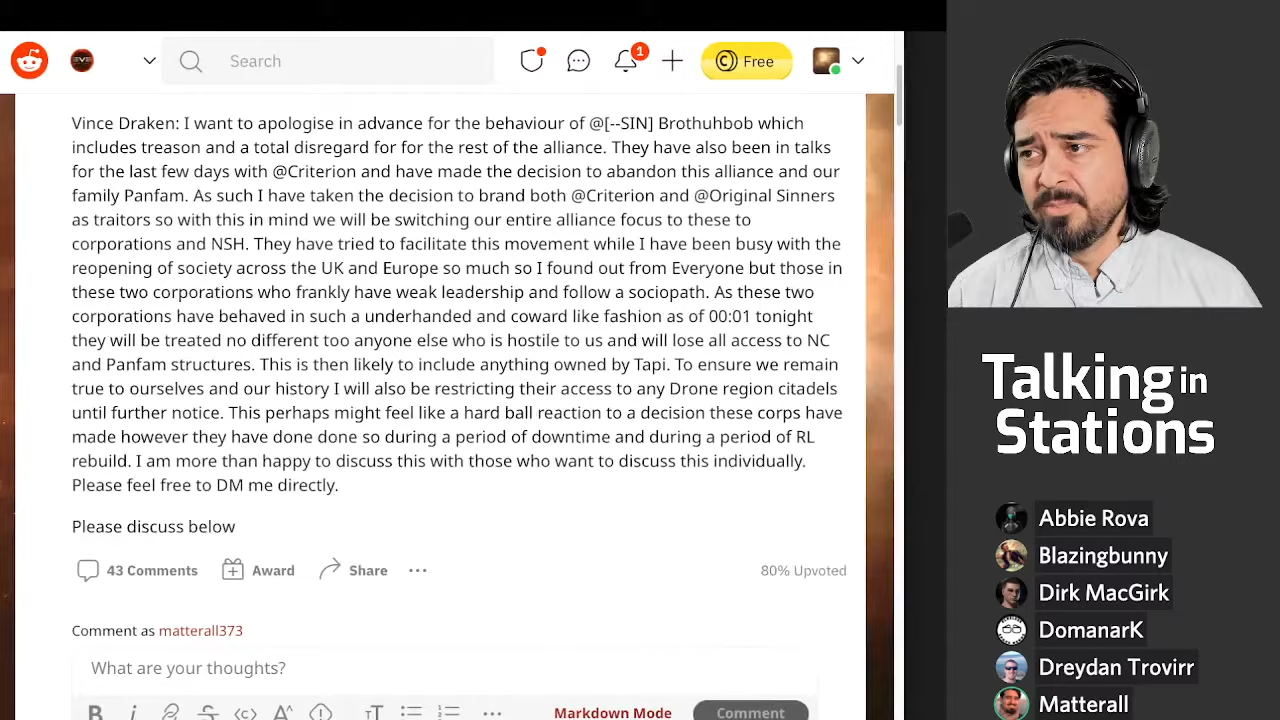 EVE
Search
1
Free
Vince Draken: I want to apologise in advance for the behaviour of @[--SIN] Brothuhbob which
includes treason and a total disregard for for the rest of the alliance. They have also been in talks
for the last few days with @Criterion and have made the decision to abandon this alliance and our
family Panfam. As such I have taken the decision to brand both @Criterion and @Original Sinners
as traitors so with this in mind we will be switching our entire alliance focus to these to
corporations and NSH. They have tried to facilitate this movement while I have been busy with the
reopening of society across the UK and Europe so much so I found out from Everyone but those in
these two corporations who frankly have weak leadership and follow a sociopath. As these two
corporations have behaved in such a underhanded and coward like fashion as of 00:01 tonight
they will be treated no different too anyone else who is hostile to us and will lose all access to NC
and Panfam structures. This is then likely to include anything owned by Tapi. To ensure we remain
true to ourselves and our history I will also be restricting their access to any Drone region citadels
until further notice. This perhaps might feel like a hard ball reaction to a decision these corps have
made however they have done done so during a period of downtime and during a period of RL
rebuild. I am more than happy to discuss this with those who want to discuss this individually.
Please feel free to DM me directly.
Please discuss below
43 Comments Award Share 80% Upvoted
Comment as matterall373
What are your thoughts?
B i S <c> A T Markdown Mode Comment
Talking in
Stations
Abbie Rova
Blazingbunny
Dirk MacGirk
DomanarK
Dreydan Trovirr
Matterall